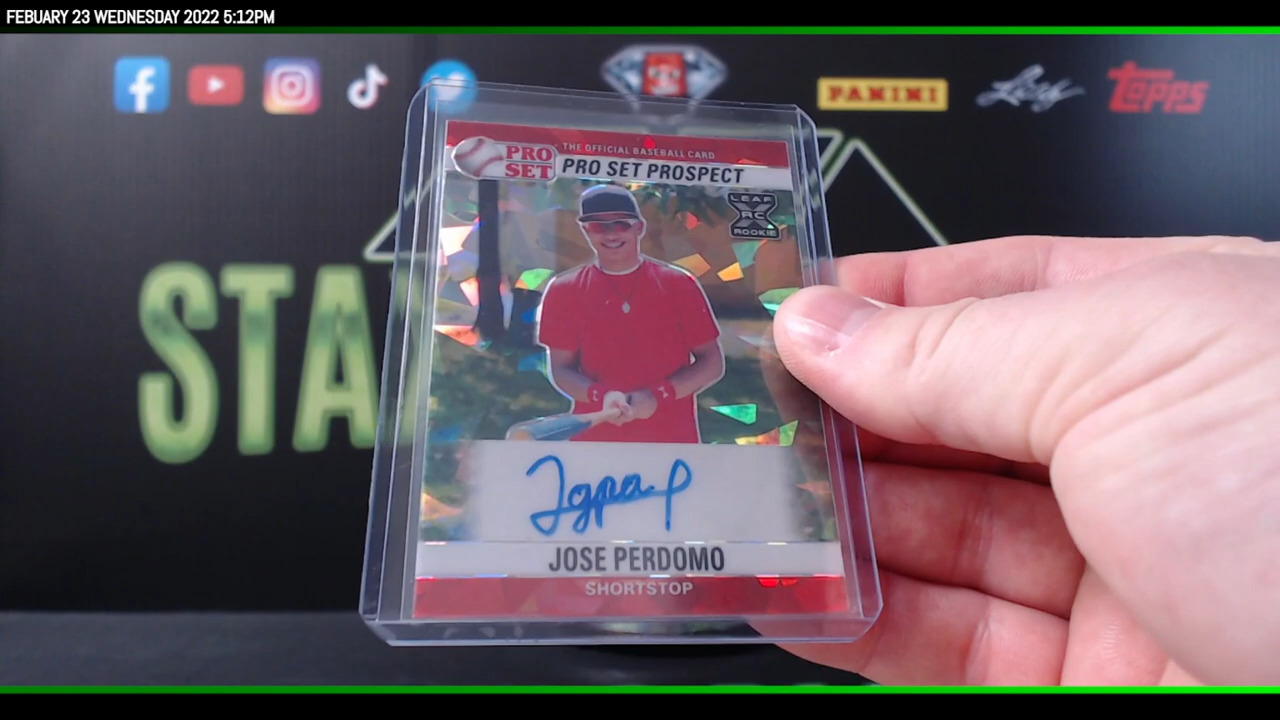 FEBUARY 23 WEDNESDAY 2022 5:12PM
PANINI
Leaf
TOPPS
PRO SET
THE OFFICIAL BASEBALL CARD
PRO SET PROSPECT
LEAF
X
RC
ROOKIE
STA
JOSE PERDOMO
SHORTSTOP